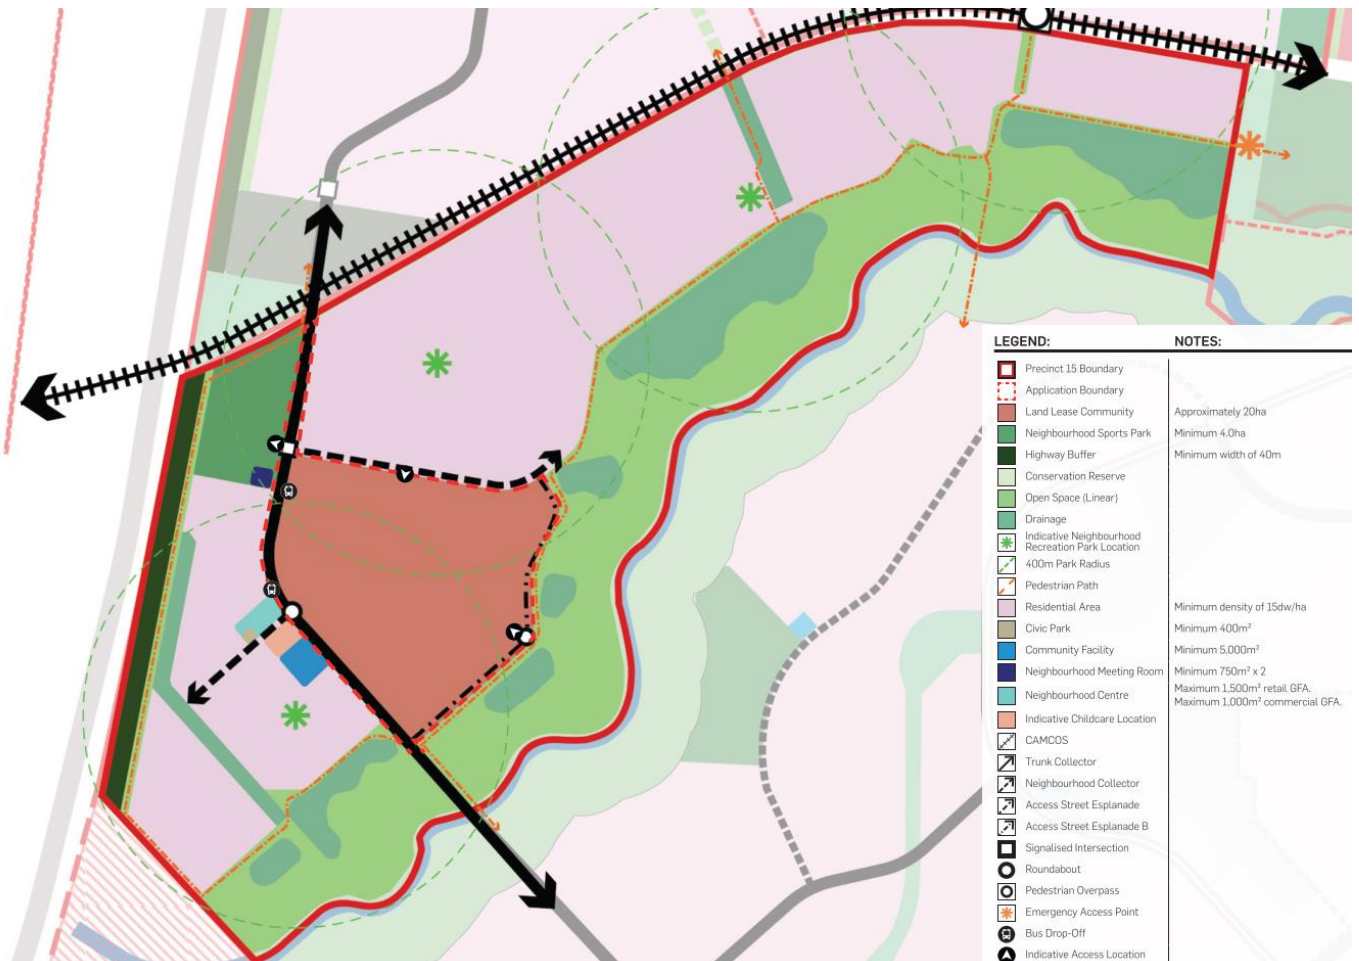 LEGEND: NOTES:
Precinct 15 Boundary
Application Boundary
Land Lease Community Approximately 20ha
Neighbourhood Sports Park Minimum 4.0ha
Highway Buffer Minimum width of 40m
Conservation Reserve
Open Space (Linear)
Drainage
Indicative Neighbourhood
Recreation Park Location
400m Park Radius
Pedestrian Path
Residential Area Minimum density of 15dw/ha
Civic Park Minimum 400m²
Community Facility Minimum 5,000m²
Neighbourhood Meeting Room Minimum 750m² x 2
Neighbourhood Centre Maximum 1,500m² retail GFA.
Maximum 1,000m² commercial GFA.
Indicative Childcare Location
CAMCOS
Trunk Collector
Neighbourhood Collector
Access Street Esplanade
Access Street Esplanade B
Signalised Intersection
Roundabout
Pedestrian Overpass
Emergency Access Point
Bus Drop-Off
Indicative Access Location